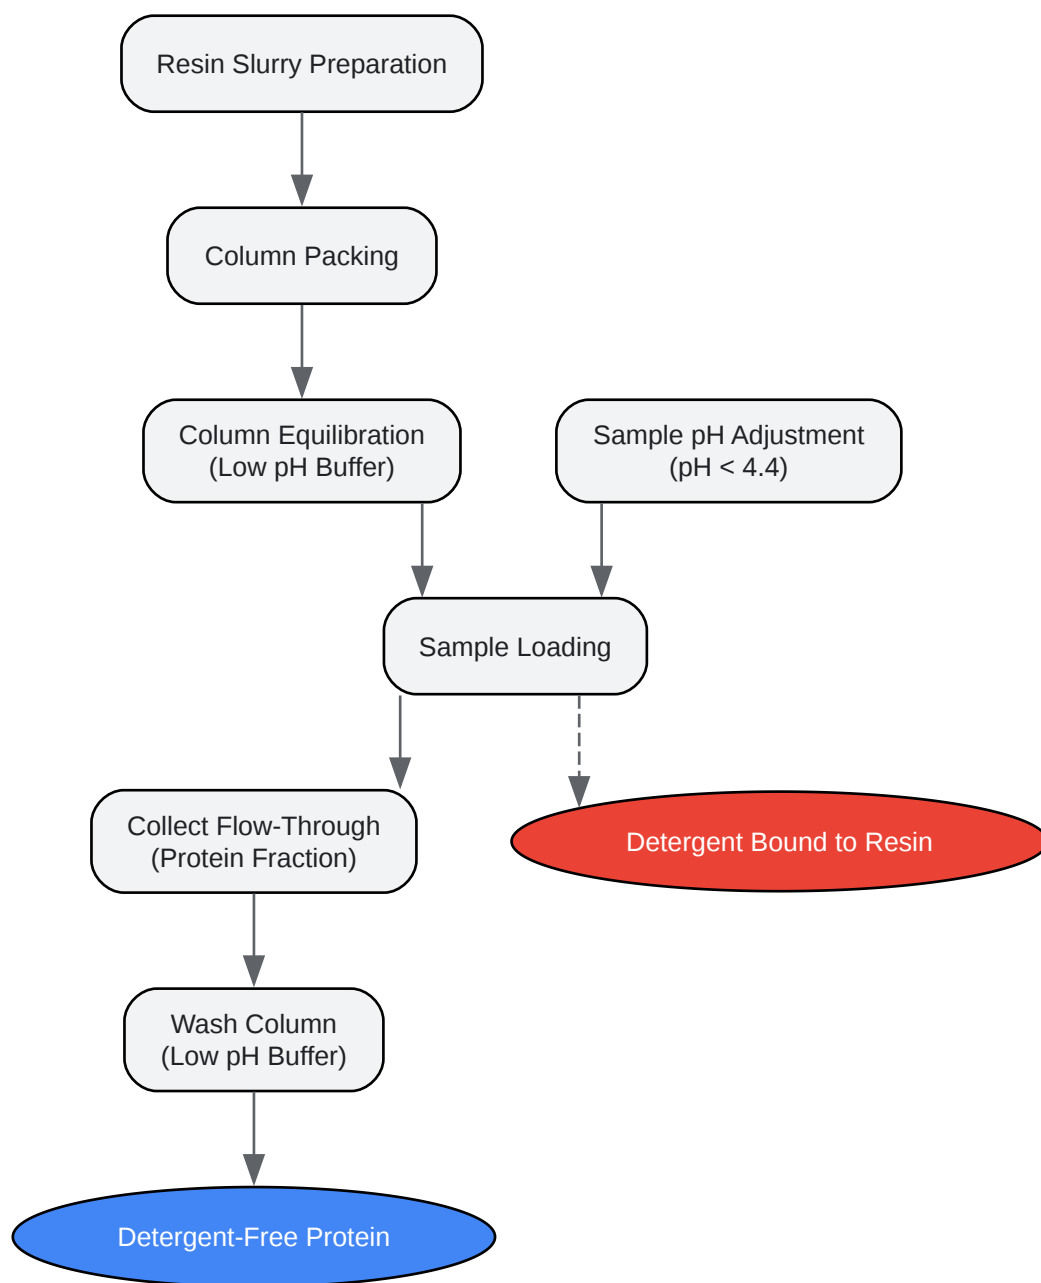 Resin Slurry Preparation
Column Packing
Column Equilibration
(Low pH Buffer)
Sample pH Adjustment
(pH < 4.4)
Sample Loading
Collect Flow-Through
(Protein Fraction)
Detergent Bound to Resin
Wash Column
(Low pH Buffer)
Detergent-Free Protein